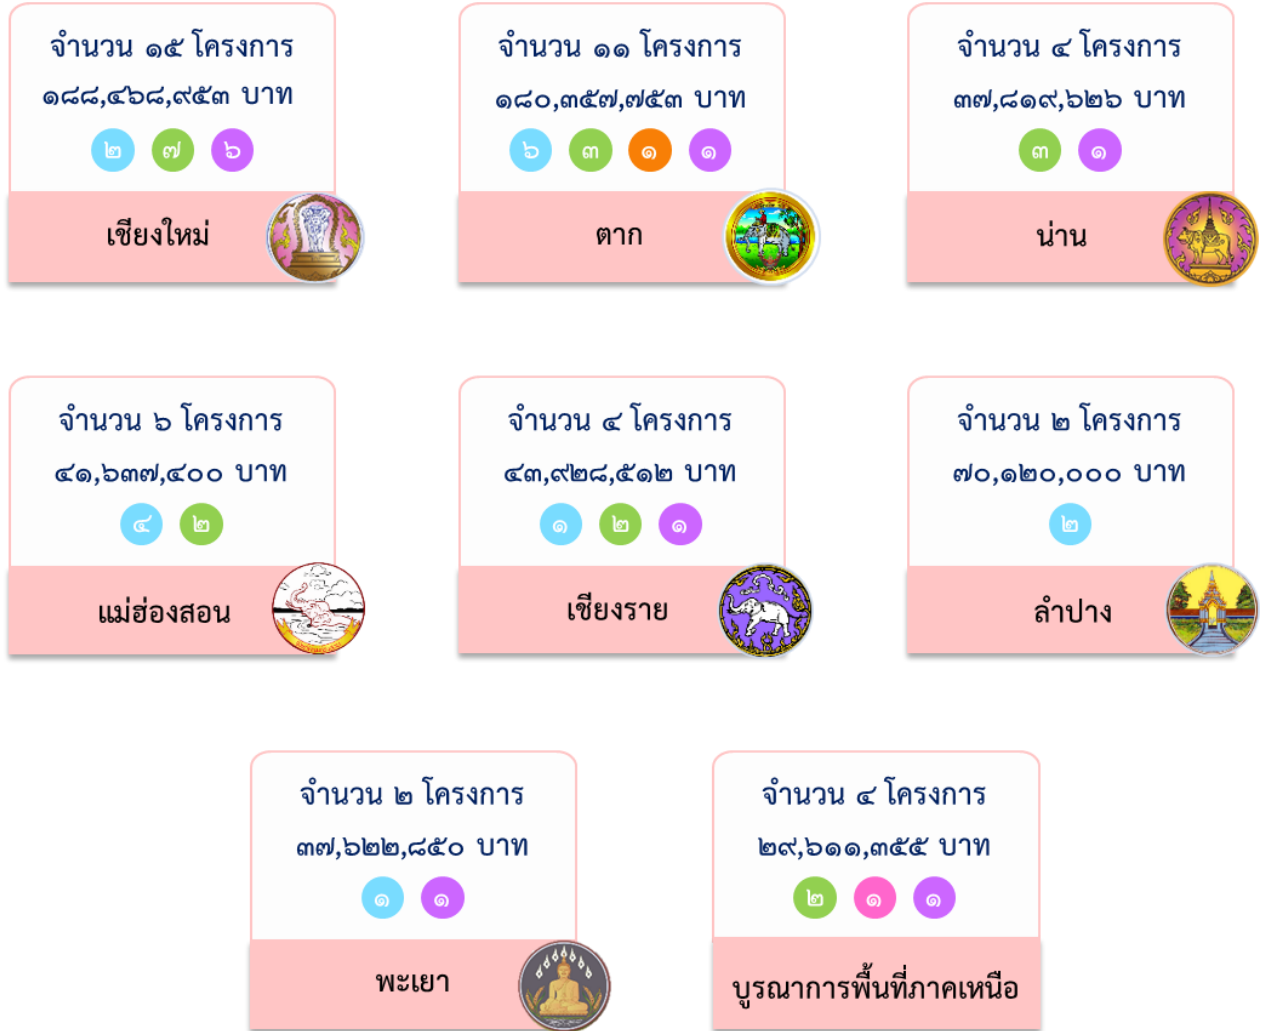 จำนวน ๑๕ โครงการ
๑๘๘,๔๖๘,๙๕๓ บาท
๒ ๗ ๖
เชียงใหม่
จำนวน ๑๑ โครงการ
๑๘๐,๓๕๗,๗๕๓ บาท
๖ ๓ ๑ ๑
ตาก
จำนวน ๔ โครงการ
๓๗,๘๑๙,๖๒๖ บาท
๓ ๑
น่าน
จำนวน ๖ โครงการ
๔๑,๖๓๗,๔๐๐ บาท
๔ ๒
แม่ฮ่องสอน
จำนวน ๔ โครงการ
๔๓,๙๒๘,๕๑๒ บาท
๑ ๒ ๑
เชียงราย
จำนวน ๒ โครงการ
๗๐,๑๒๐,๐๐๐ บาท
๒
ลำปาง
จำนวน ๒ โครงการ
๓๗,๖๒๒,๘๕๐ บาท
๑ ๑
พะเยา
จำนวน ๔ โครงการ
๒๙,๖๑๑,๓๕๕ บาท
๒ ๑ ๑
บูรณาการพื้นที่ภาคเหนือ